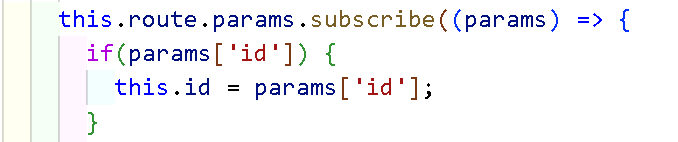 this.route.params.subscribe((params) => {
if(params['id']) {
this.id = params['id'];
}